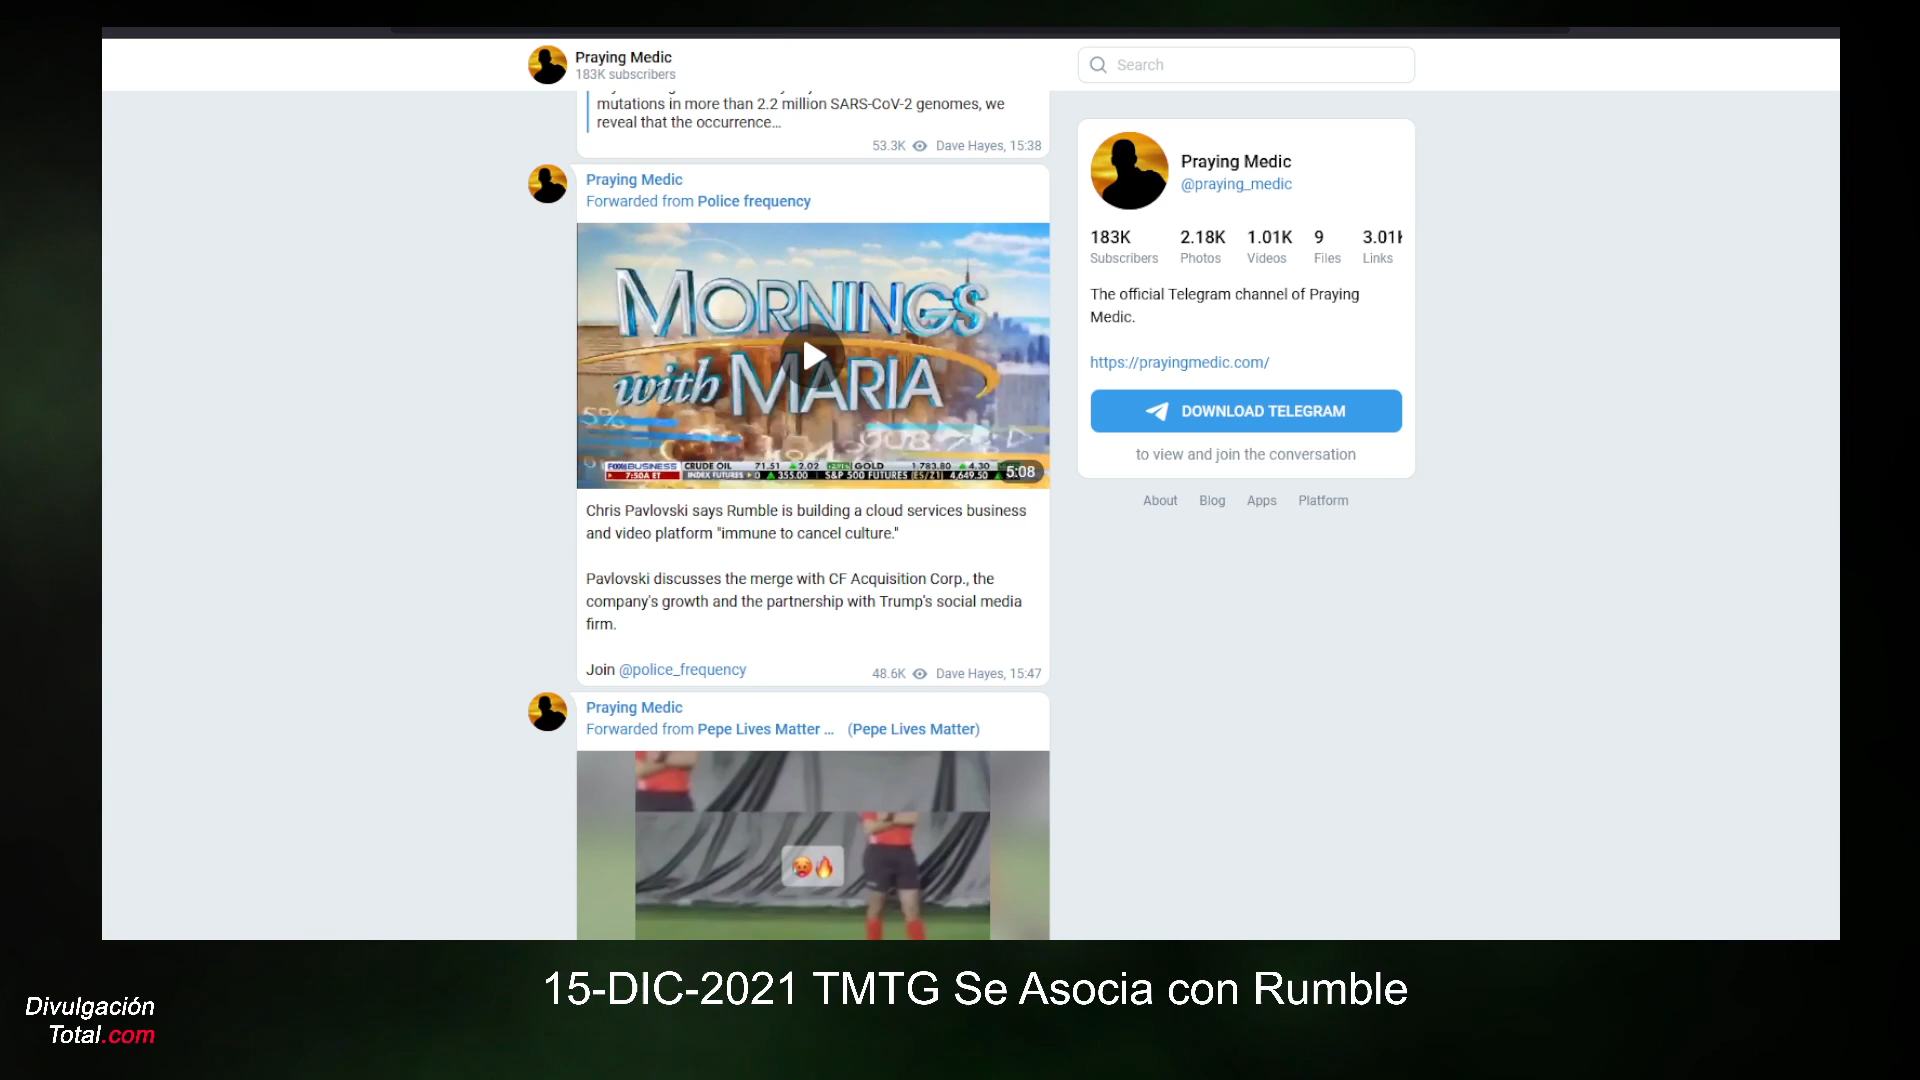 Praying Medic
183K subscribers
Search
mutations in more than 2.2 million SARS-CoV-2 genomes, we
reveal that the occurrence...
53.3K Dave Hayes, 15:38
Praying Medic
Forwarded from Police frequency
MORNINGS
with MARIA
FOX BUSINESS CRUDE OIL 71.51 2.02 GOLD 1,783.80 4.30
7:50A ET INDEX FUTURES 355.00 S&P 500 FUTURES (ES/Z1) 4,649.50
5:08
Chris Pavlovski says Rumble is building a cloud services business
and video platform "immune to cancel culture."
Pavlovski discusses the merge with CF Acquisition Corp., the
company's growth and the partnership with Trump's social media
firm.
Join @police_frequency
48.6K Dave Hayes, 15:47
Praying Medic
Forwarded from Pepe Lives Matter ... (Pepe Lives Matter)
Praying Medic
@praying_medic
183K 2.18K 1.01K 9 3.01K
Subscribers Photos Videos Files Links
The official Telegram channel of Praying
Medic.
https://prayingmedic.com/
DOWNLOAD TELEGRAM
to view and join the conversation
About Blog Apps Platform
15-DIC-2021 TMTG Se Asocia con Rumble
Divulgación
Total.com